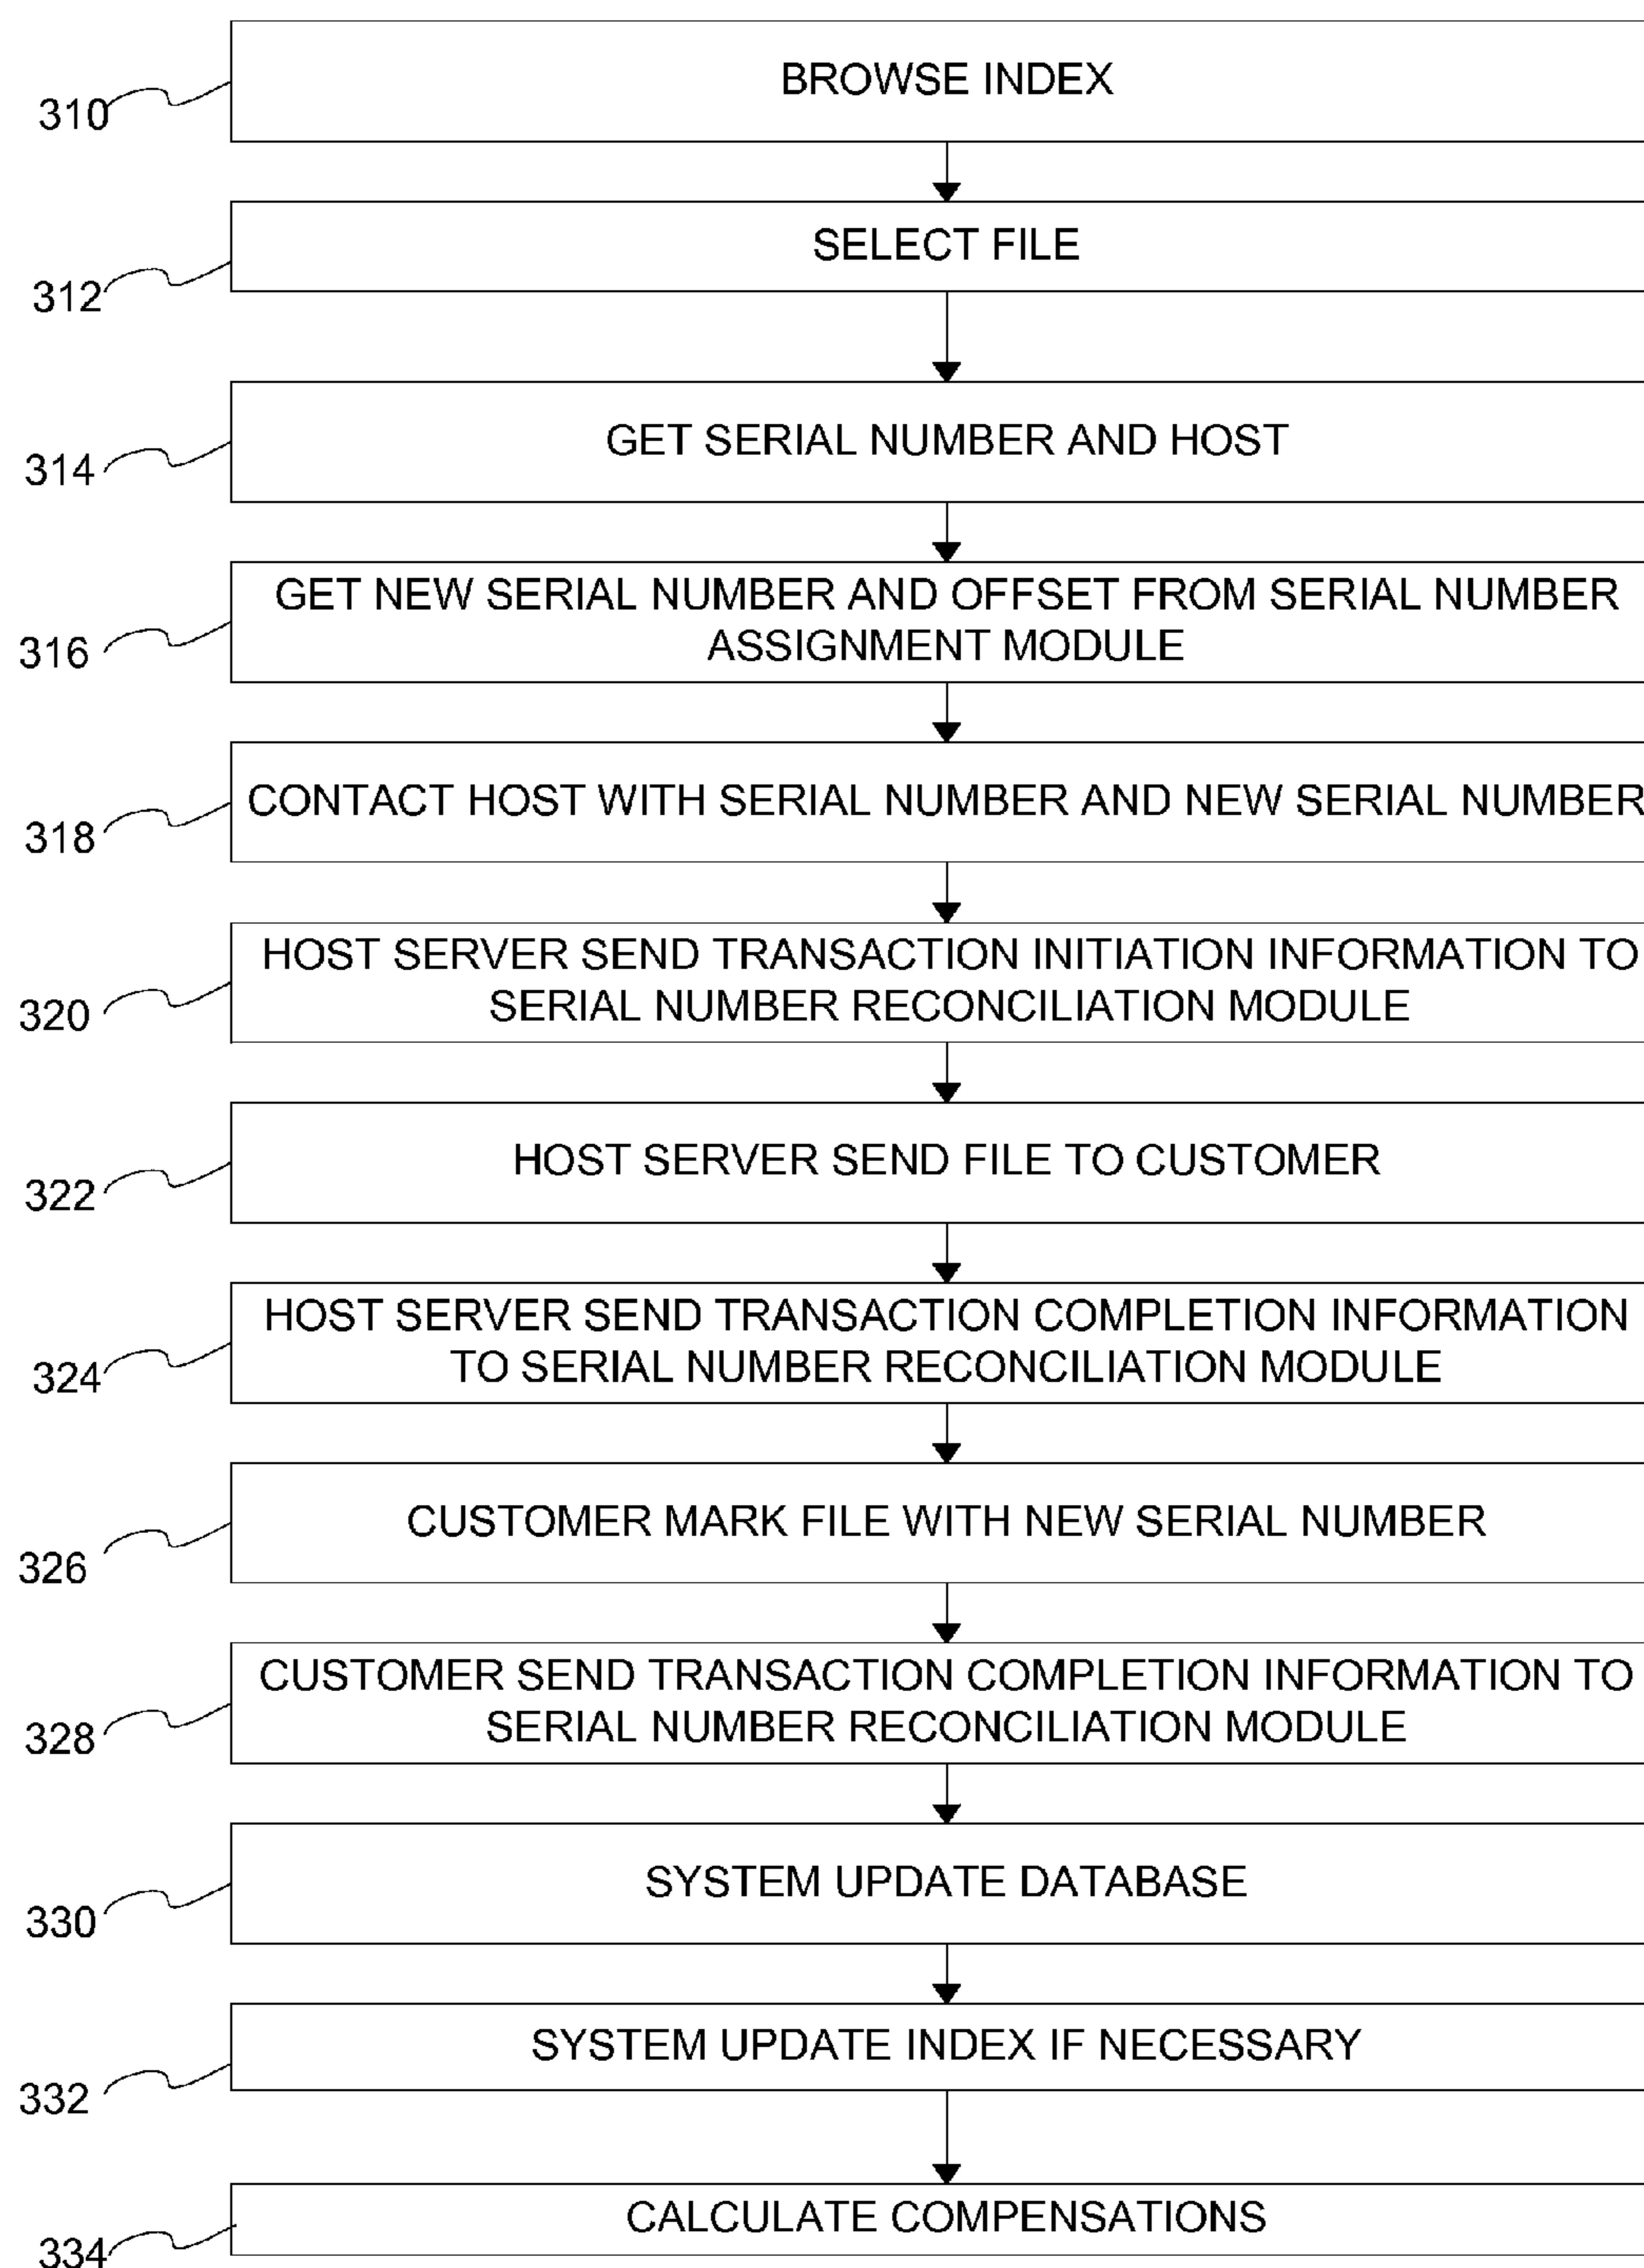 BROWSE INDEX
310
SELECT FILE
312
GET SERIAL NUMBER AND HOST
314
GET NEW SERIAL NUMBER AND OFFSET FROM SERIAL NUMBER
ASSIGNMENT MODULE
316
CONTACT HOST WITH SERIAL NUMBER AND NEW SERIAL NUMBER
318
HOST SERVER SEND TRANSACTION INITIATION INFORMATION TO
SERIAL NUMBER RECONCILIATION MODULE
320
HOST SERVER SEND FILE TO CUSTOMER
322
HOST SERVER SEND TRANSACTION COMPLETION INFORMATION
TO SERIAL NUMBER RECONCILIATION MODULE
324
CUSTOMER MARK FILE WITH NEW SERIAL NUMBER
326
CUSTOMER SEND TRANSACTION COMPLETION INFORMATION TO
SERIAL NUMBER RECONCILIATION MODULE
328
SYSTEM UPDATE DATABASE
330
SYSTEM UPDATE INDEX IF NECESSARY
332
CALCULATE COMPENSATIONS
334